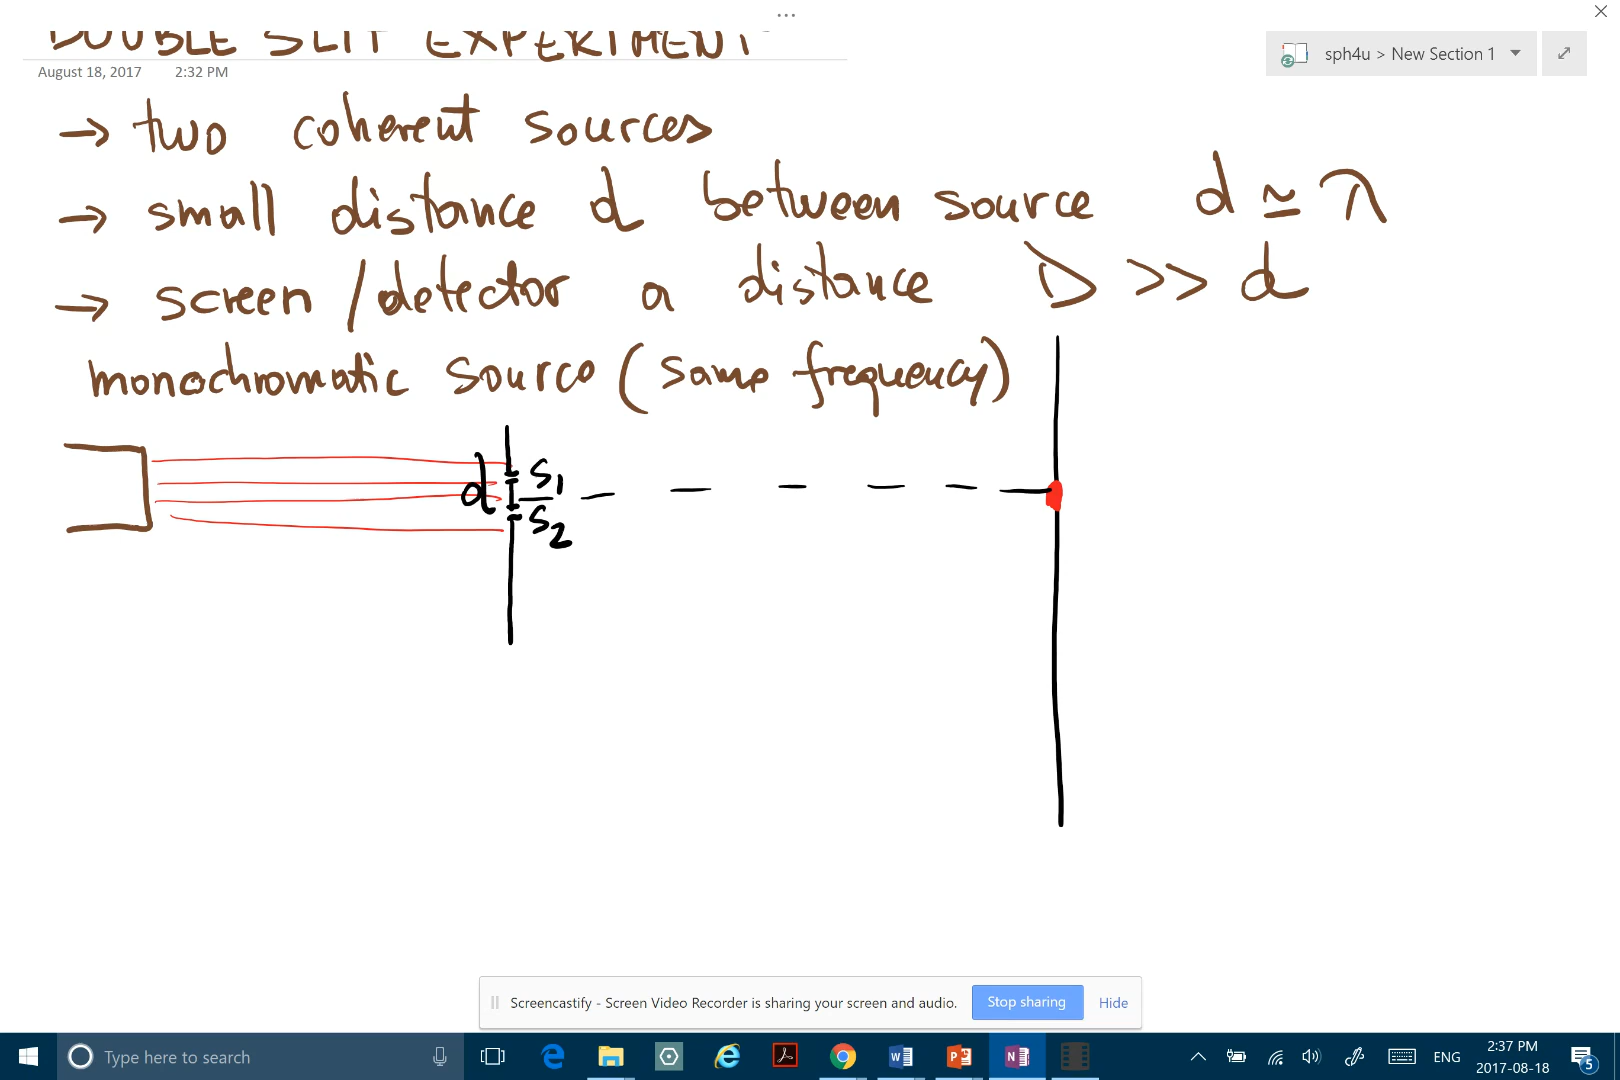 DOUBLE SLIT EXPERIMENT
sph4u > New Section 1
August 18, 2017 2:32 PM
→ two coherent sources
→ small distance d between source d ≃ λ
→ screen / detector a distance D >> d
monochromatic source (same frequency)
d S1
S2
Screencastify - Screen Video Recorder is sharing your screen and audio. Stop sharing Hide
Type here to search
ENG
2:37 PM
2017-08-18
5